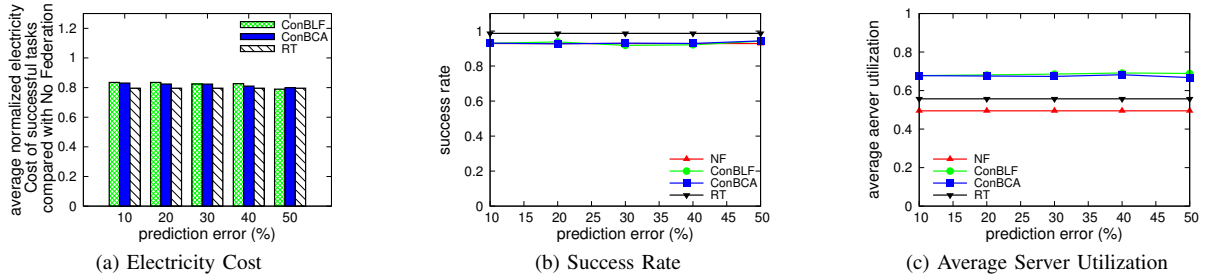 average normalized electricity
Cost of successful tasks
compared with No Federation
1.2
1
0.8
0.6
0.4
0.2
0
ConBLF
ConBCA
RT
10 20 30 40 50
prediction error (%)
(a) Electricity Cost
success rate
1
0.8
0.6
0.4
0.2
0
NF
ConBLF
ConBCA
RT
10 15 20 25 30 35 40 45 50
prediction error (%)
(b) Success Rate
average aerver utilization
1
0.8
0.6
0.4
0.2
0
NF
ConBLF
ConBCA
RT
10 15 20 25 30 35 40 45 50
prediction error (%)
(c) Average Server Utilization